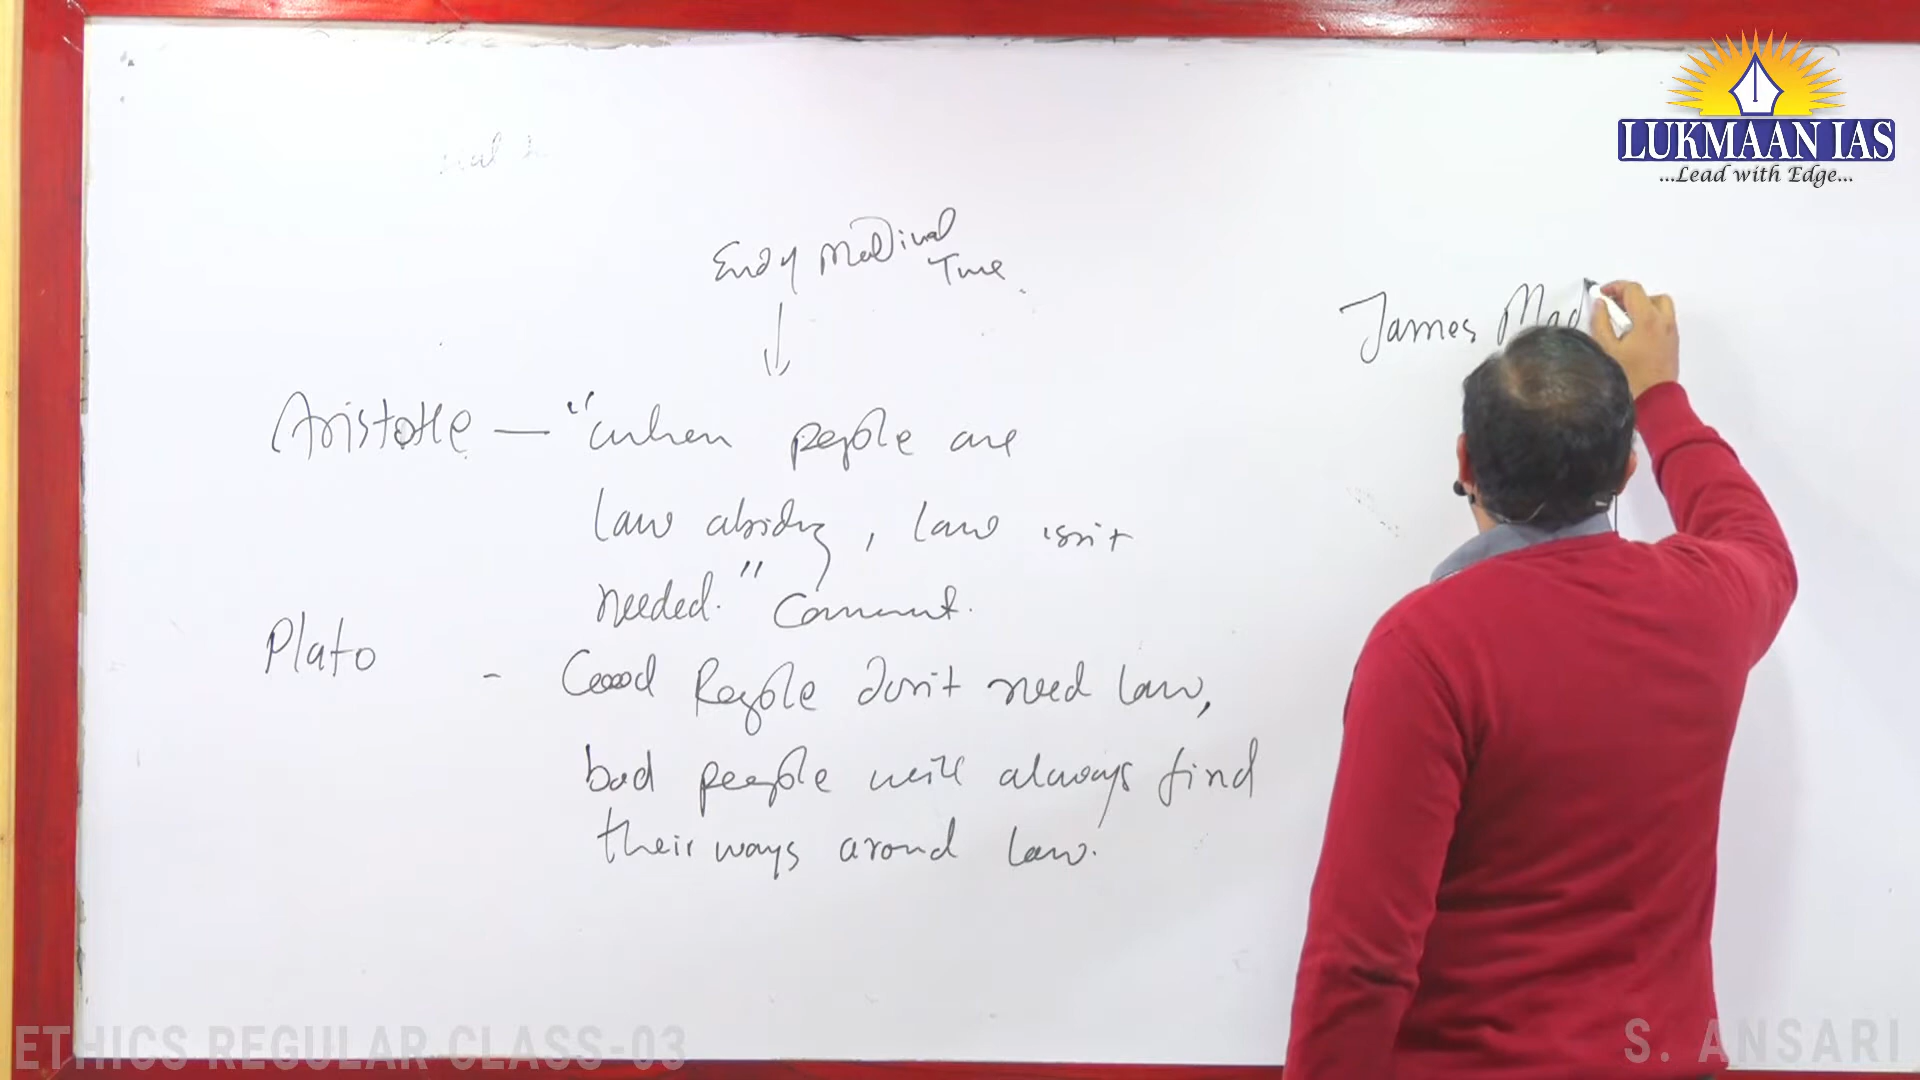 LUKMAAN IAS
...Lead with Edge...
Medival
Time
James Mad
Aristotle — "when people are
law abiding, law isn't
needed." Comment.
Plato
- Good People don't need law,
bad people will always find
their ways around law.
ETHICS REGULAR CLASS-03
S. ANSARI